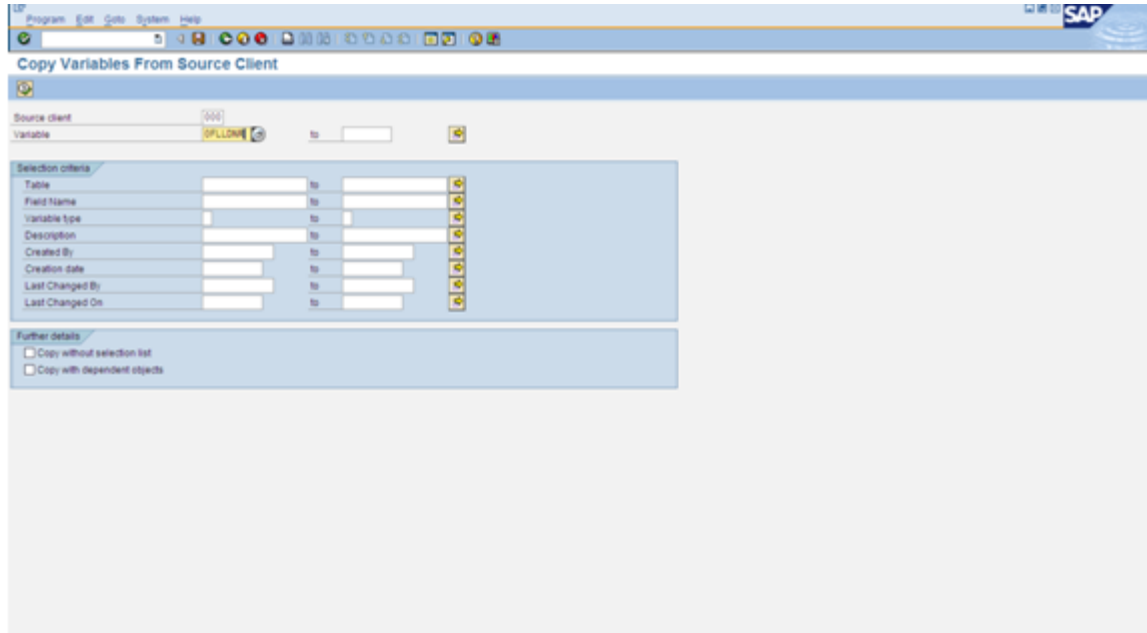 Program Edit Goto System Help
SAP
Copy Variables From Source Client
Source client 000
Variable 0FLLDNR to
Selection criteria
Table to
Field Name to
Variable type to
Description to
Created By to
Creation date to
Last Changed By to
Last Changed On to
Further details
Copy without selection list
Copy with dependent objects